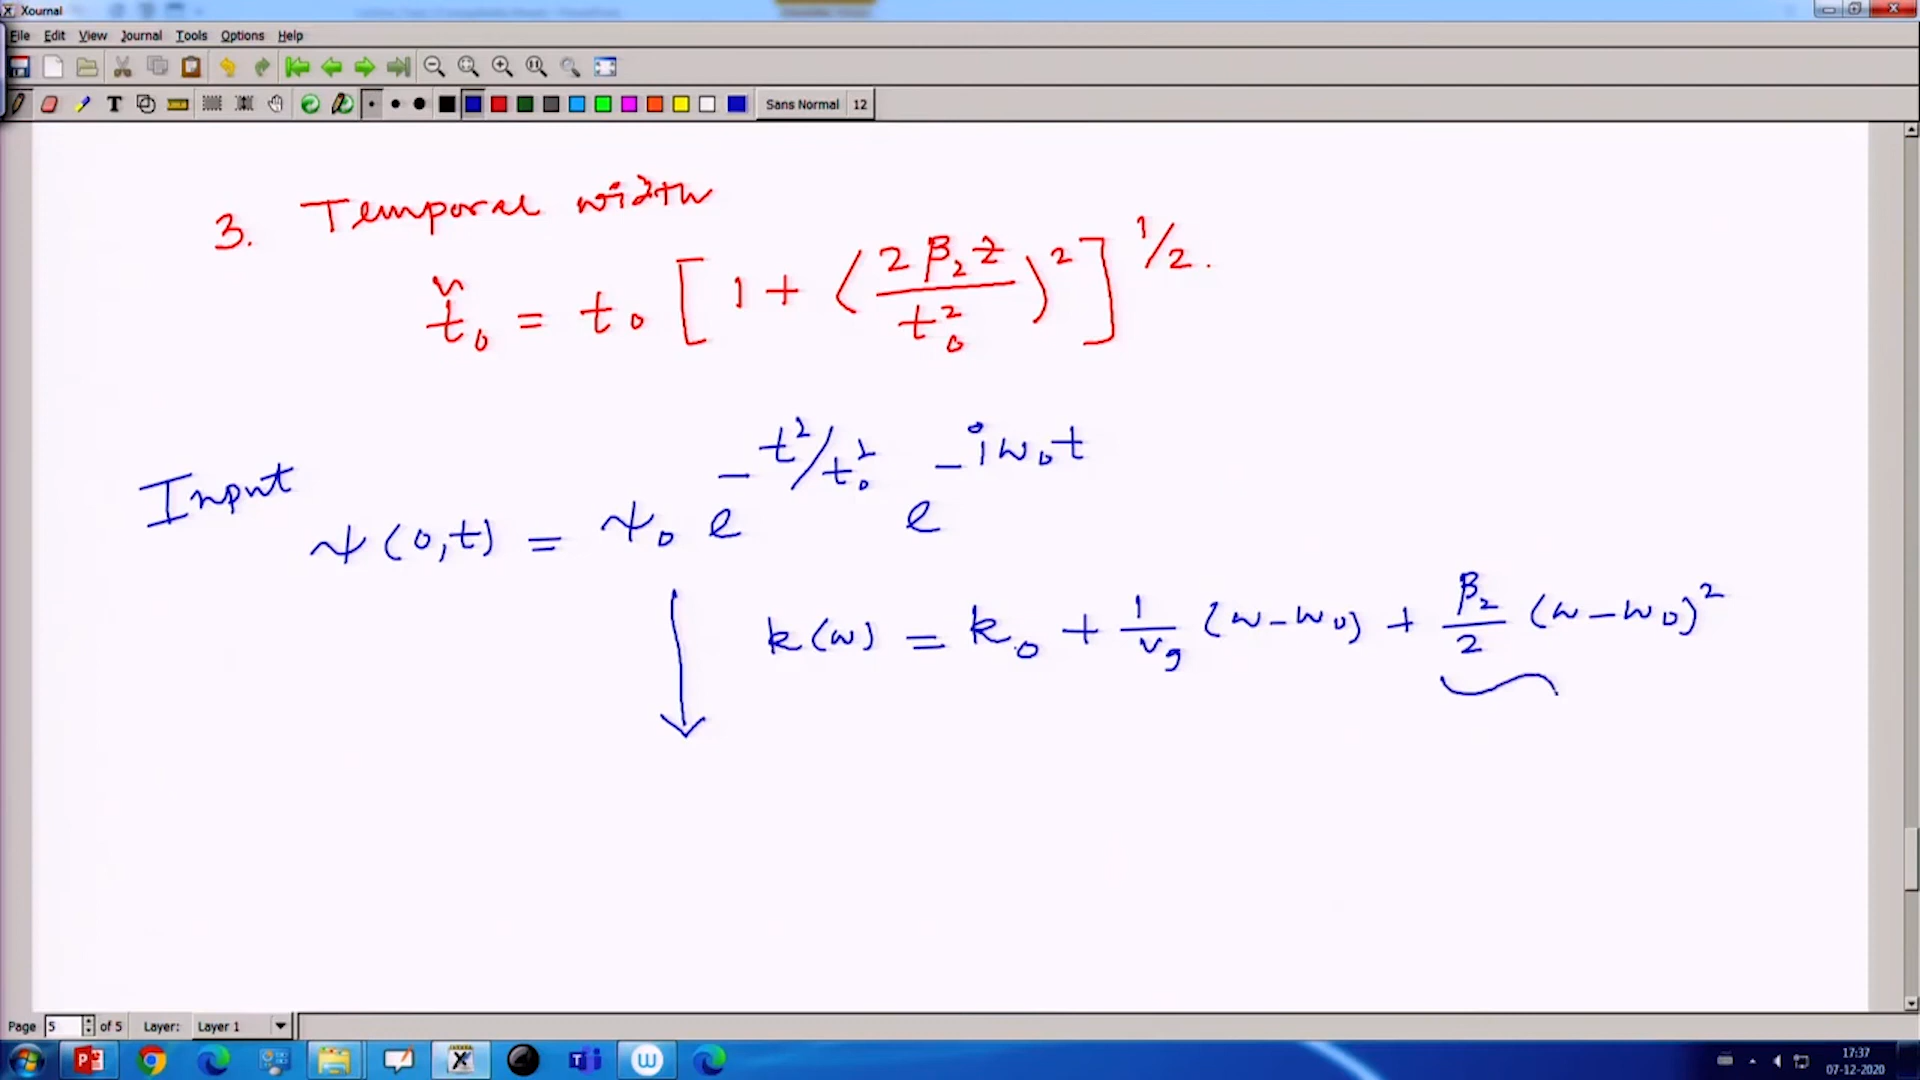 Xournal
File Edit View Journal Tools Options Help
Sans Normal 12
3. Temporal width
t̃₀ = t₀ [1 + (2β₂z / t₀²)²]^1/2.
Input
ψ(0,t) = ψ₀ e^-t²/t₀² e^-iω₀t
k(ω) = k₀ + 1/v_g (ω-ω₀) + β₂/2 (ω-ω₀)²
Page 5 of 5 Layer: Layer 1
17:37
07-12-2020